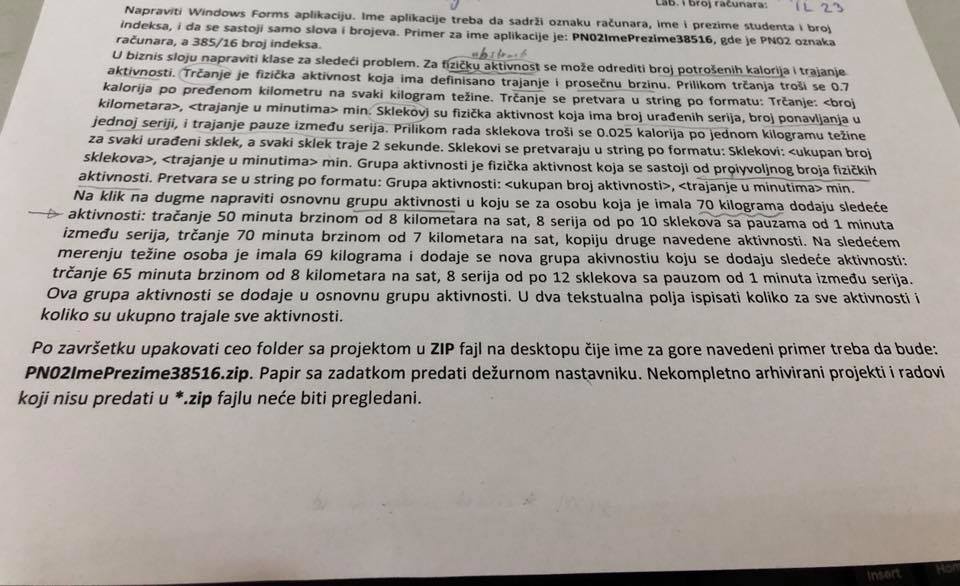 Lab. i broj računara: IL 23
Napraviti Windows Forms aplikaciju. Ime aplikacije treba da sadrži oznaku računara, ime i prezime studenta i broj
indeksa, i da se sastoji samo slova i brojeva. Primer za ime aplikacije je: PN02ImePrezime38516, gde je PN02 oznaka
računara, a 385/16 broj indeksa.
abstract
U biznis sloju napraviti klase za sledeći problem. Za fizičku aktivnost se može odrediti broj potrošenih kalorija i trajanje
aktivnosti. Trčanje je fizička aktivnost koja ima definisano trajanje i prosečnu brzinu. Prilikom trčanja troši se 0.7
kalorija po pređenom kilometru na svaki kilogram težine. Trčanje se pretvara u string po formatu: Trčanje: <broj
kilometara>, <trajanje u minutima> min. Sklekovi su fizička aktivnost koja ima broj urađenih serija, broj ponavljanja u
jednoj seriji, i trajanje pauze između serija. Prilikom rada sklekova troši se 0.025 kalorija po jednom kilogramu težine
za svaki urađeni sklek, a svaki sklek traje 2 sekunde. Sklekovi se pretvaraju u string po formatu: Sklekovi: <ukupan broj
sklekova>, <trajanje u minutima> min. Grupa aktivnosti je fizička aktivnost koja se sastoji od proiyvoljnog broja fizičkih
aktivnosti. Pretvara se u string po formatu: Grupa aktivnosti: <ukupan broj aktivnosti>, <trajanje u minutima> min.
Na klik na dugme napraviti osnovnu grupu aktivnosti u koju se za osobu koja je imala 70 kilograma dodaju sledeće
aktivnosti: tračanje 50 minuta brzinom od 8 kilometara na sat, 8 serija od po 10 sklekova sa pauzama od 1 minuta
između serija, trčanje 70 minuta brzinom od 7 kilometara na sat, kopiju druge navedene aktivnosti. Na sledećem
merenju težine osoba je imala 69 kilograma i dodaje se nova grupa akivnostiu koju se dodaju sledeće aktivnosti:
trčanje 65 minuta brzinom od 8 kilometara na sat, 8 serija od po 12 sklekova sa pauzom od 1 minuta između serija.
Ova grupa aktivnosti se dodaje u osnovnu grupu aktivnosti. U dva tekstualna polja ispisati koliko za sve aktivnosti i
koliko su ukupno trajale sve aktivnosti.
Po završetku upakovati ceo folder sa projektom u ZIP fajl na desktopu čije ime za gore navedeni primer treba da bude:
PN02ImePrezime38516.zip. Papir sa zadatkom predati dežurnom nastavniku. Nekompletno arhivirani projekti i radovi
koji nisu predati u *.zip fajlu neće biti pregledani.
Insert